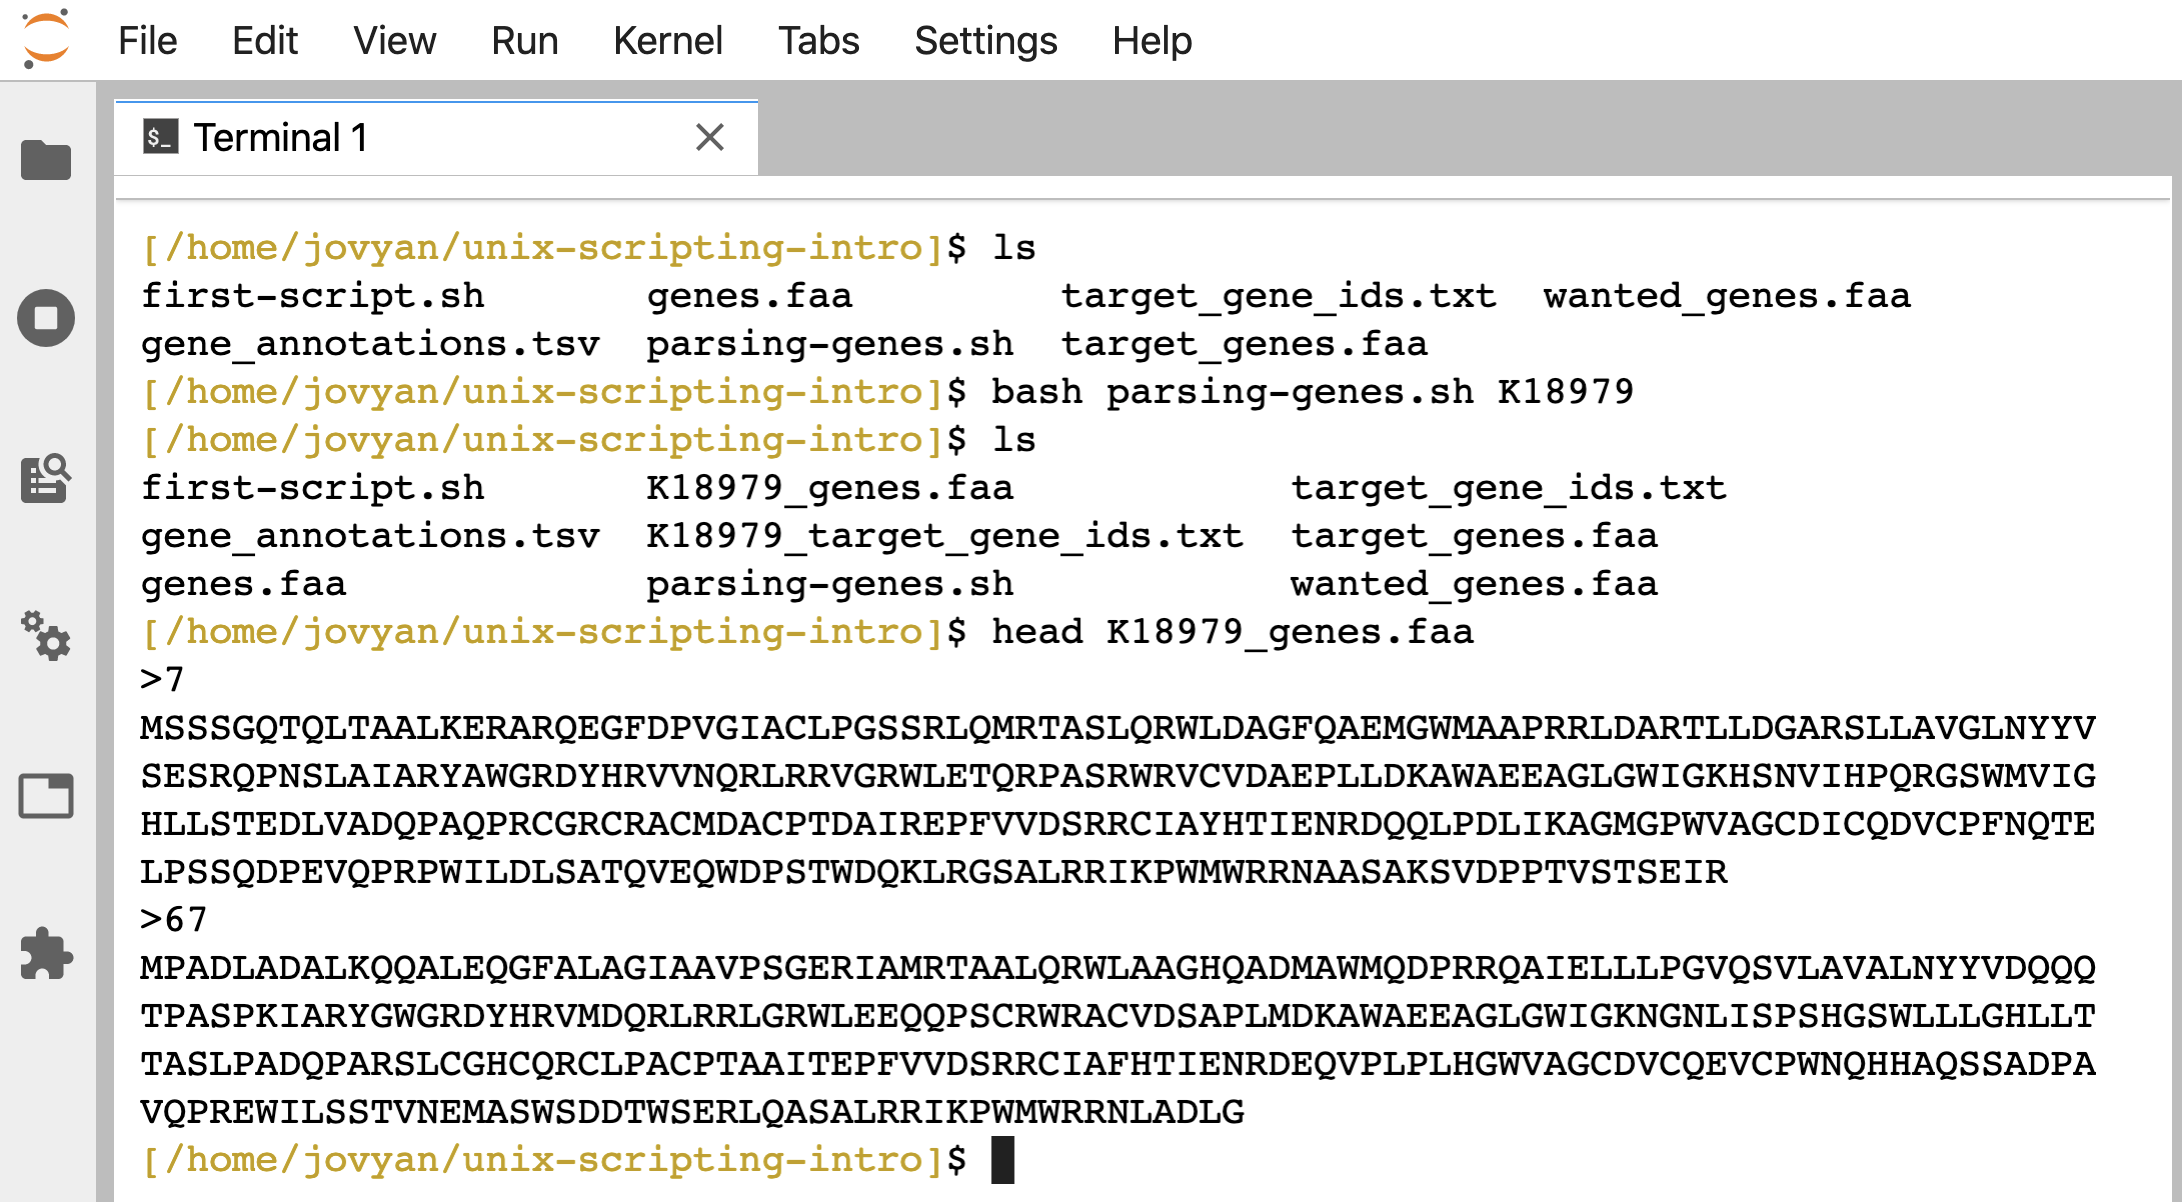 File Edit View Run Kernel Tabs Settings Help
$_ Terminal 1
[/home/jovyan/unix-scripting-intro]$ ls
first-script.sh genes.faa target_gene_ids.txt wanted_genes.faa
gene_annotations.tsv parsing-genes.sh target_genes.faa
[/home/jovyan/unix-scripting-intro]$ bash parsing-genes.sh K18979
[/home/jovyan/unix-scripting-intro]$ ls
first-script.sh K18979_genes.faa target_gene_ids.txt
gene_annotations.tsv K18979_target_gene_ids.txt target_genes.faa
genes.faa parsing-genes.sh wanted_genes.faa
[/home/jovyan/unix-scripting-intro]$ head K18979_genes.faa
>7
MSSSGQTQLTAALKERARQEGFDPVGIACLPGSSRLQMRTASLQRWLDAGFQAEMGWMAAPRRLDARTLLDGARSLLAVGLNYYV
SESRQPNSLAIARYAWGRDYHRVVNQRLRRVGRWLETQRPASRWRVCVDAEPLLDKAWAEEAGLGWIGKHSNVIHPQRGSWMVIG
HLLSTEDLVADQPAQPRCGRCRACMDACPTDAIREPFVVDSRRCIAYHTIENRDQQLPDLIKAGMGPWVAGCDICQDVCPFNQTE
LPSSQDPEVQPRPWILDLSATQVEQWDPSTWDQKLRGSALRRIKPWMWRRNAASAKSVDPPTVSTSEIR
>67
MPADLADALKQQALEQGFALAGIAAVPSGERIAMRTAALQRWLAAGHQADMAWMQDPRRQAIELLLPGVQSVLAVALNYYVDQQQ
TPASPKIARYGWGRDYHRVMDQRLRRLGRWLEEQQPSCRWRACVDSAPLMDKAWAEEAGLGWIGKNGNLISPSHGSWLLLGHLLT
TASLPADQPARSLCGHCQRCLPACPTAAITEPFVVDSRRCIAFHTIENRDEQVPLPLHGWVAGCDVCQEVCPWNQHHAQSSADPA
VQPREWILSSTVNEMASWSDDTWSERLQASALRRIKPWMWRRNLADLG
[/home/jovyan/unix-scripting-intro]$